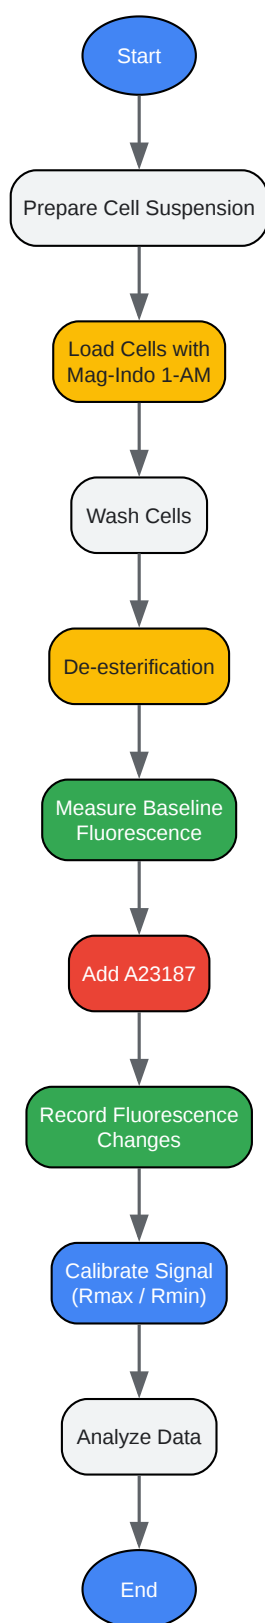 Start
Prepare Cell Suspension
Load Cells with
Mag-Indo 1-AM
Wash Cells
De-esterification
Measure Baseline
Fluorescence
Add A23187
Record Fluorescence
Changes
Calibrate Signal
(Rmax / Rmin)
Analyze Data
End